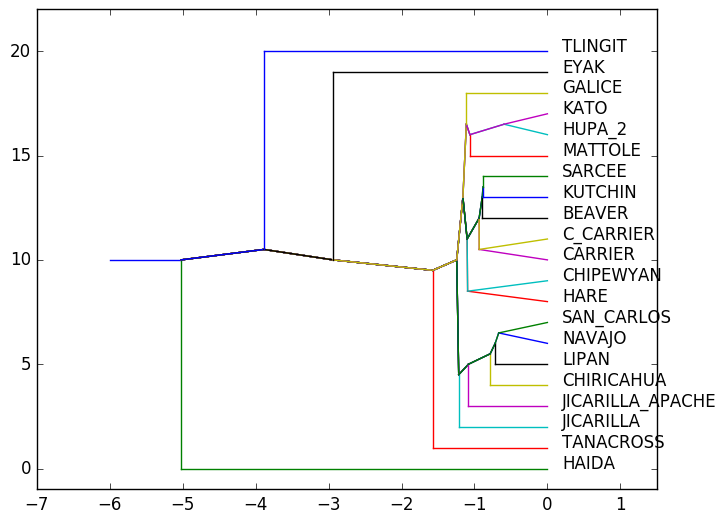 20
15
10
5
0
TLINGIT
EYAK
GALICE
KATO
HUPA_2
MATTOLE
SARCEE
KUTCHIN
BEAVER
C_CARRIER
CARRIER
CHIPEWYAN
HARE
SAN_CARLOS
NAVAJO
LIPAN
CHIRICAHUA
JICARILLA_APACHE
JICARILLA
TANACROSS
HAIDA
−7 −6 −5 −4 −3 −2 −1 0 1